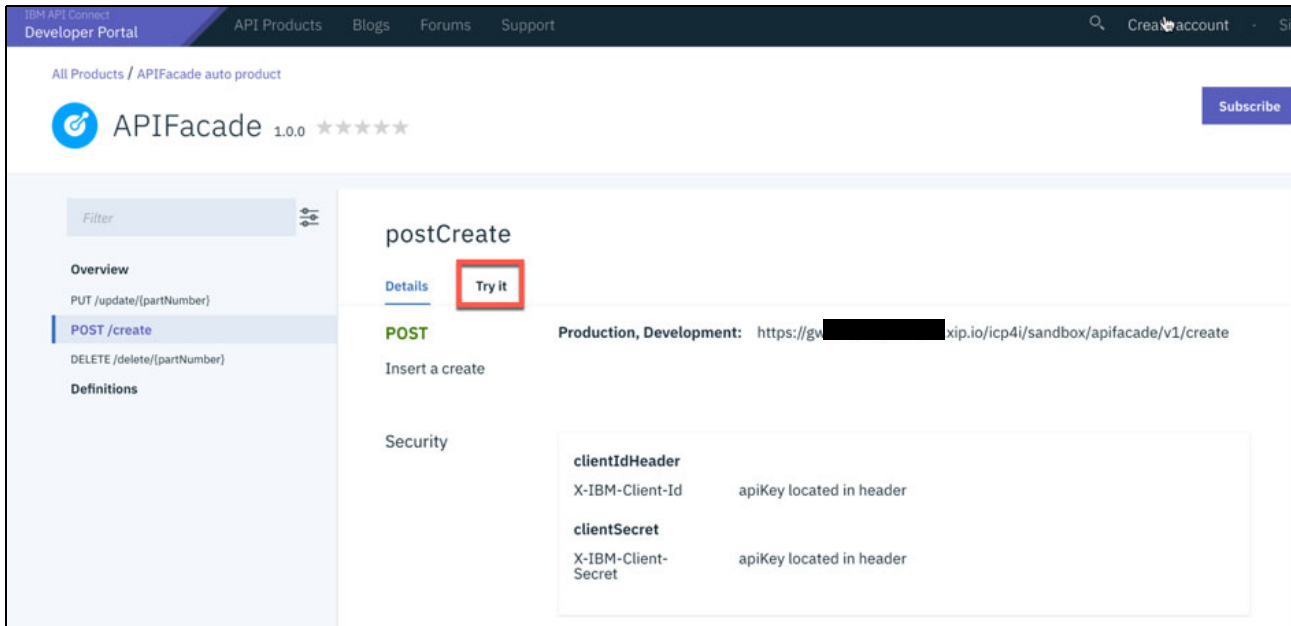 IBM API Connect
Developer Portal
API Products Blogs Forums Support
Create account - Si
All Products / APIFacade auto product
APIFacade 1.0.0
Subscribe
Filter
Overview
PUT /update/{partNumber}
POST /create
DELETE /delete/{partNumber}
Definitions
postCreate
Details Try it
POST Production, Development: https://gw xip.io/icp4i/sandbox/apifacade/v1/create
Insert a create
Security
clientIdHeader
X-IBM-Client-Id apiKey located in header
clientSecret
X-IBM-Client- apiKey located in header
Secret